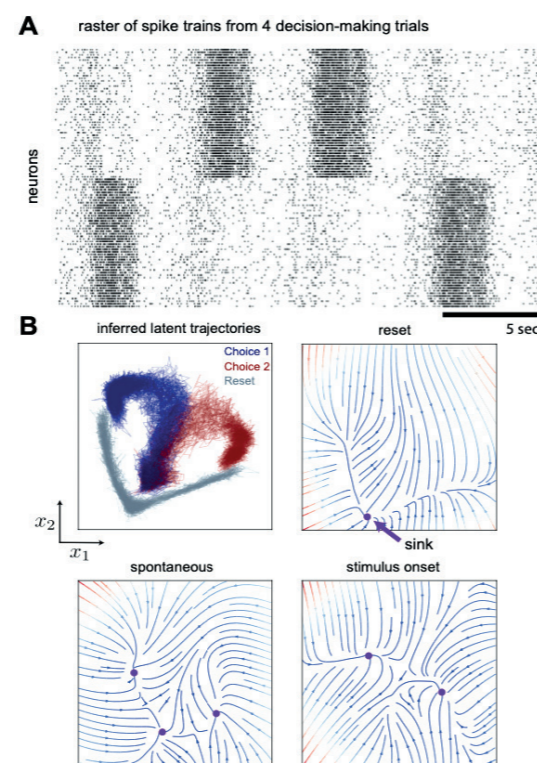 A raster of spike trains from 4 decision-making trials
neurons
5 sec
B
inferred latent trajectories
Choice 1
Choice 2
Reset
x₂
x₁
reset
sink
spontaneous
stimulus onset